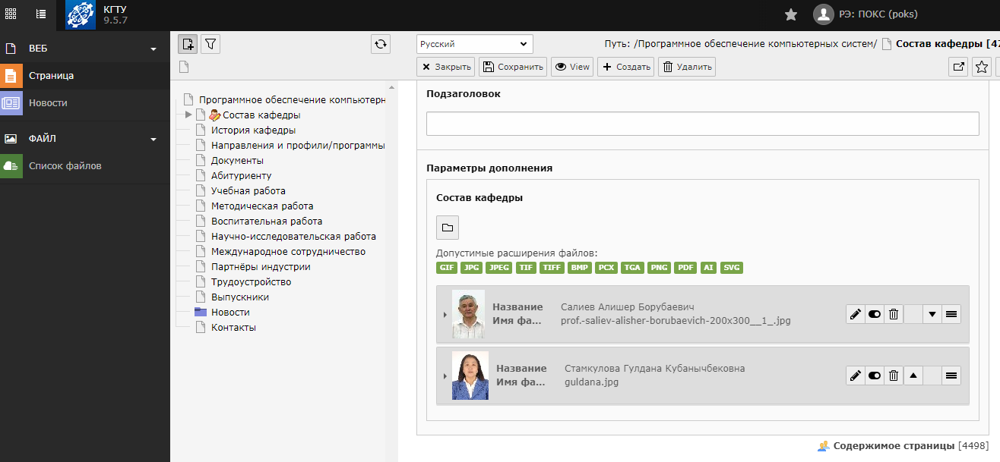 КГТУ
9.5.7
РЭ: ПОКС (poks)
ВЕБ
Страница
Новости
ФАЙЛ
Список файлов
Программное обеспечение компьютерн
Состав кафедры
История кафедры
Направления и профили/программы
Документы
Абитуриенту
Учебная работа
Методическая работа
Воспитательная работа
Научно-исследовательская работа
Международное сотрудничество
Партнёры индустрии
Трудоустройство
Выпускники
Новости
Контакты
Русский
Путь: /Программное обеспечение компьютерных систем/ Состав кафедры [47
Закрыть Сохранить View Создать Удалить
Подзаголовок
Параметры дополнения
Состав кафедры
Допустимые расширения файлов:
GIF JPG JPEG TIF TIFF BMP PCX TGA PNG PDF AI SVG
Название Салиев Алишер Борубаевич
Имя фа... prof.-saliev-alisher-borubaevich-200x300__1_.jpg
Название Стамкулова Гулдана Кубанычбековна
Имя фа... guldana.jpg
Содержимое страницы [4498]